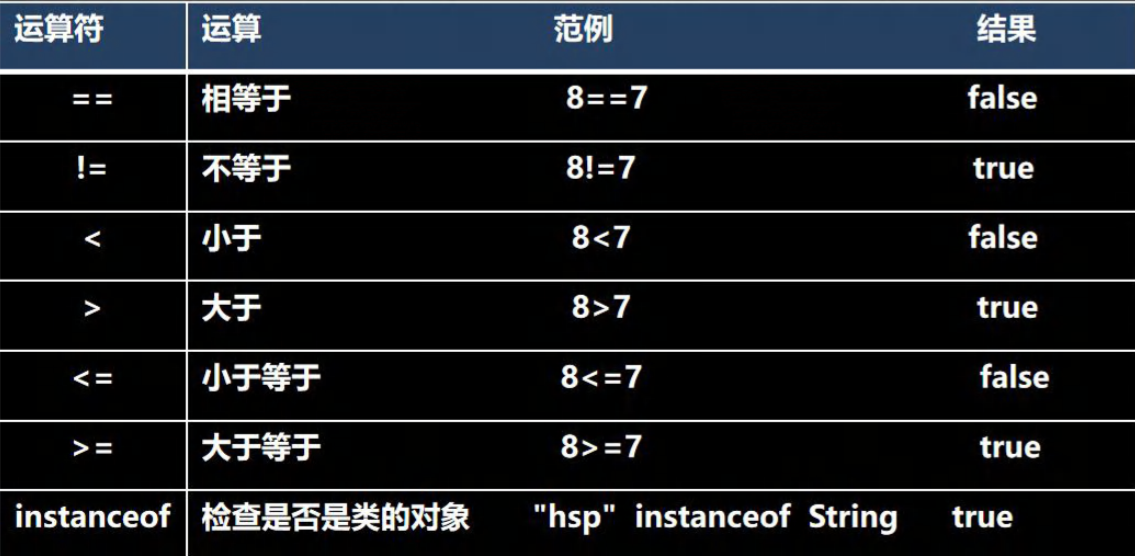 运算符 运算 范例 结果
== 相等于 8==7 false
!= 不等于 8!=7 true
< 小于 8<7 false
> 大于 8>7 true
<= 小于等于 8<=7 false
>= 大于等于 8>=7 true
instanceof 检查是否是类的对象 "hsp" instanceof String true